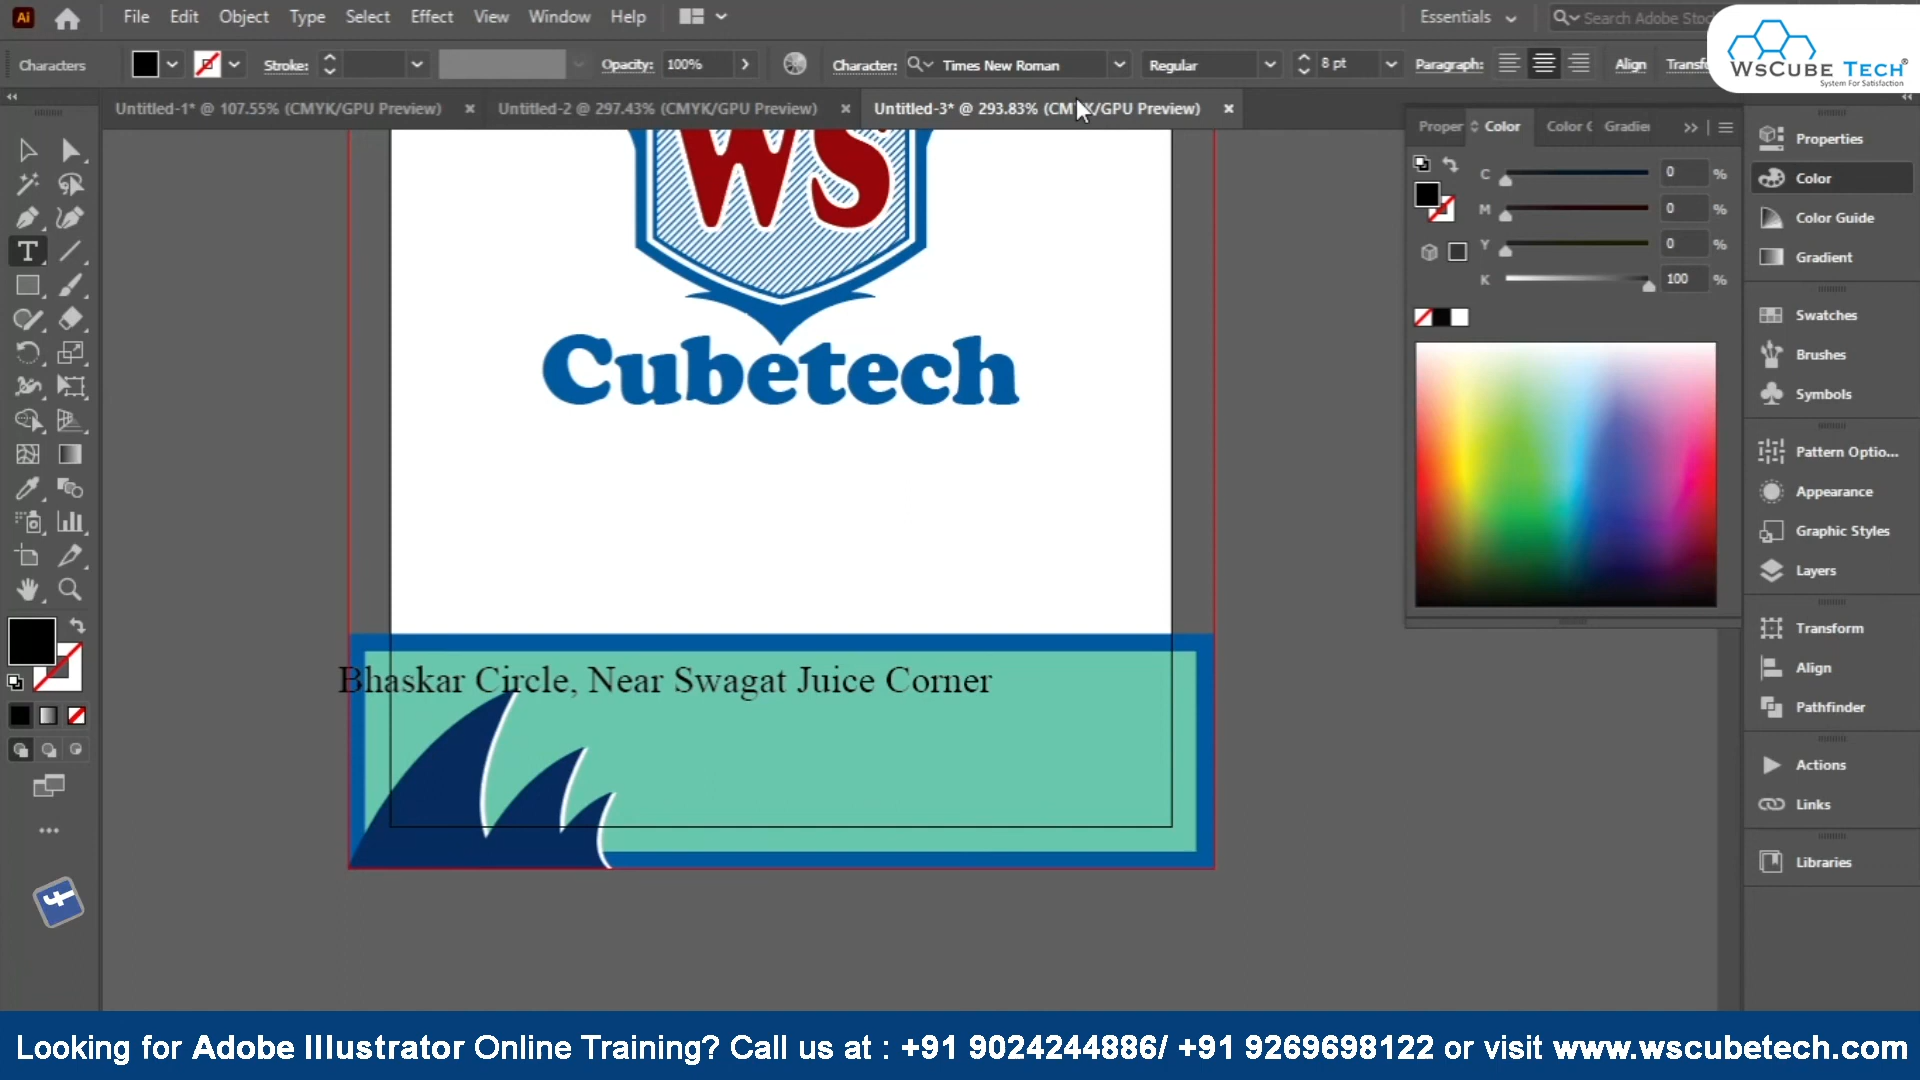 Ai File Edit Object Type Select Effect View Window Help Essentials Search Adobe Stoc
Characters Stroke: Opacity: 100% Character: Times New Roman Regular 8 pt Paragraph: Align Transf
WsCube Tech®
System For Satisfaction
Untitled-1* @ 107.55% (CMYK/GPU Preview) Untitled-2 @ 297.43% (CMYK/GPU Preview) Untitled-3* @ 293.83% (CMYK/GPU Preview)
Proper Color Color G Gradien
C 0 %
M 0 %
Y 0 %
K 100 %
Properties
Color
Color Guide
Gradient
Swatches
Brushes
Symbols
Pattern Optio...
Appearance
Graphic Styles
Layers
Transform
Align
Pathfinder
Actions
Links
Libraries
WS
Cubetech
Bhaskar Circle, Near Swagat Juice Corner
Looking for Adobe Illustrator Online Training? Call us at : +91 9024244886/ +91 9269698122 or visit www.wscubetech.com